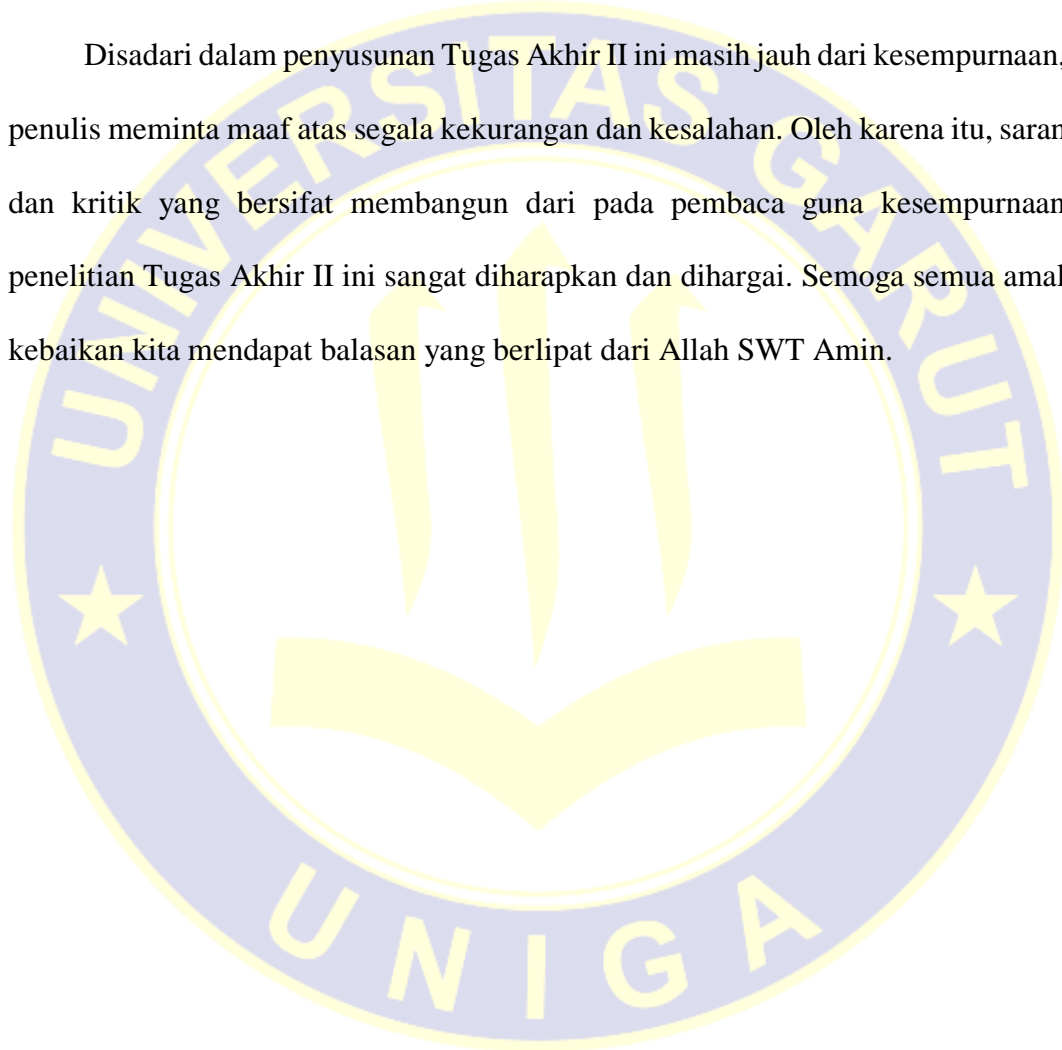 Disadari dalam penyusunan Tugas Akhir II ini masih jauh dari kesempurnaan,
penulis meminta maaf atas segala kekurangan dan kesalahan. Oleh karena itu, saran
dan kritik yang bersifat membangun dari pada pembaca guna kesempurnaan
penelitian Tugas Akhir II ini sangat diharapkan dan dihargai. Semoga semua amal
kebaikan kita mendapat balasan yang berlipat dari Allah SWT Amin.
UNIVERSITAS GARUT
UNIGA